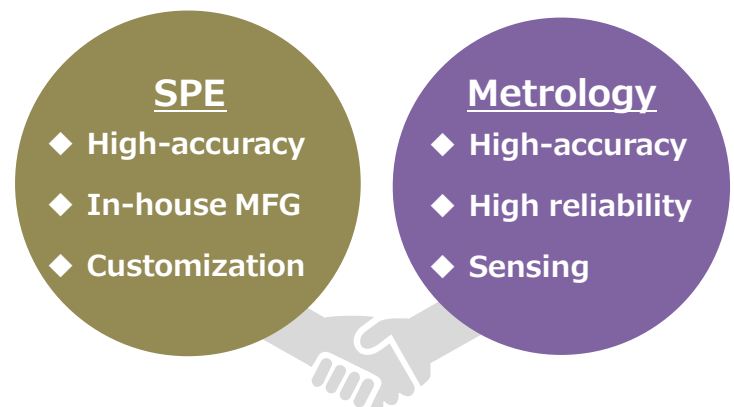 SPE
◆ High-accuracy
◆ In-house MFG
◆ Customization
Metrology
◆ High-accuracy
◆ High reliability
◆ Sensing